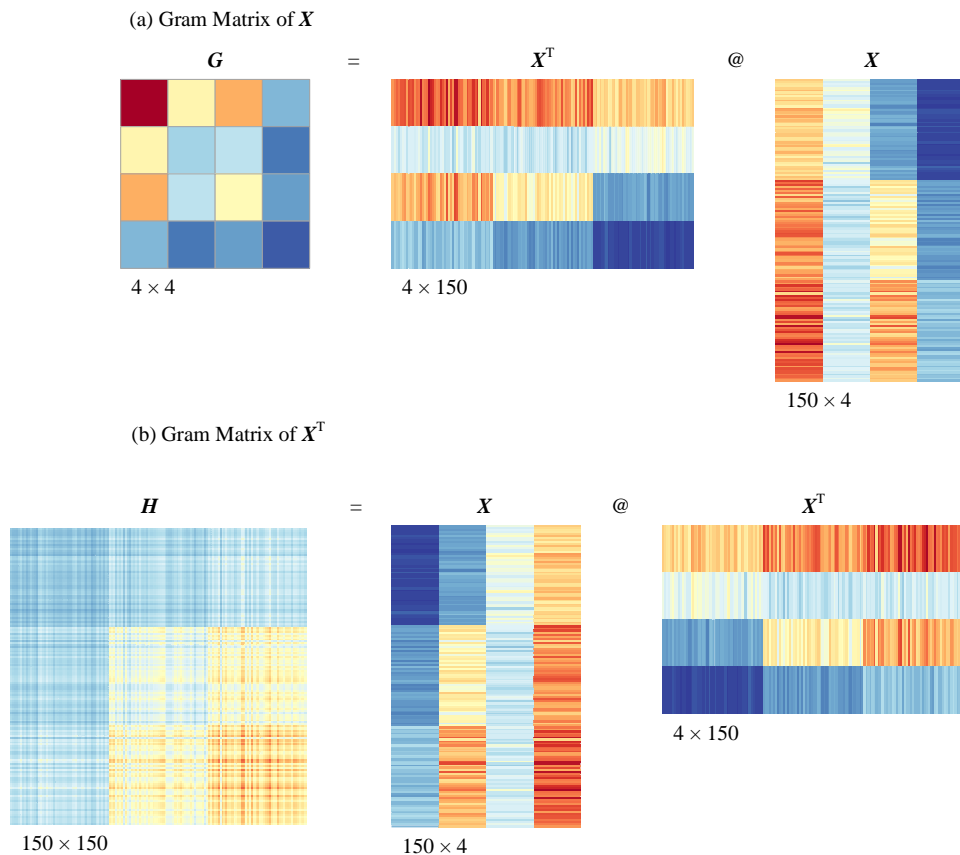 (a) Gram Matrix of X
G = Xᵀ @ X
4 × 4
4 × 150
150 × 4
(b) Gram Matrix of Xᵀ
H = X @ Xᵀ
4 × 150
150 × 150
150 × 4